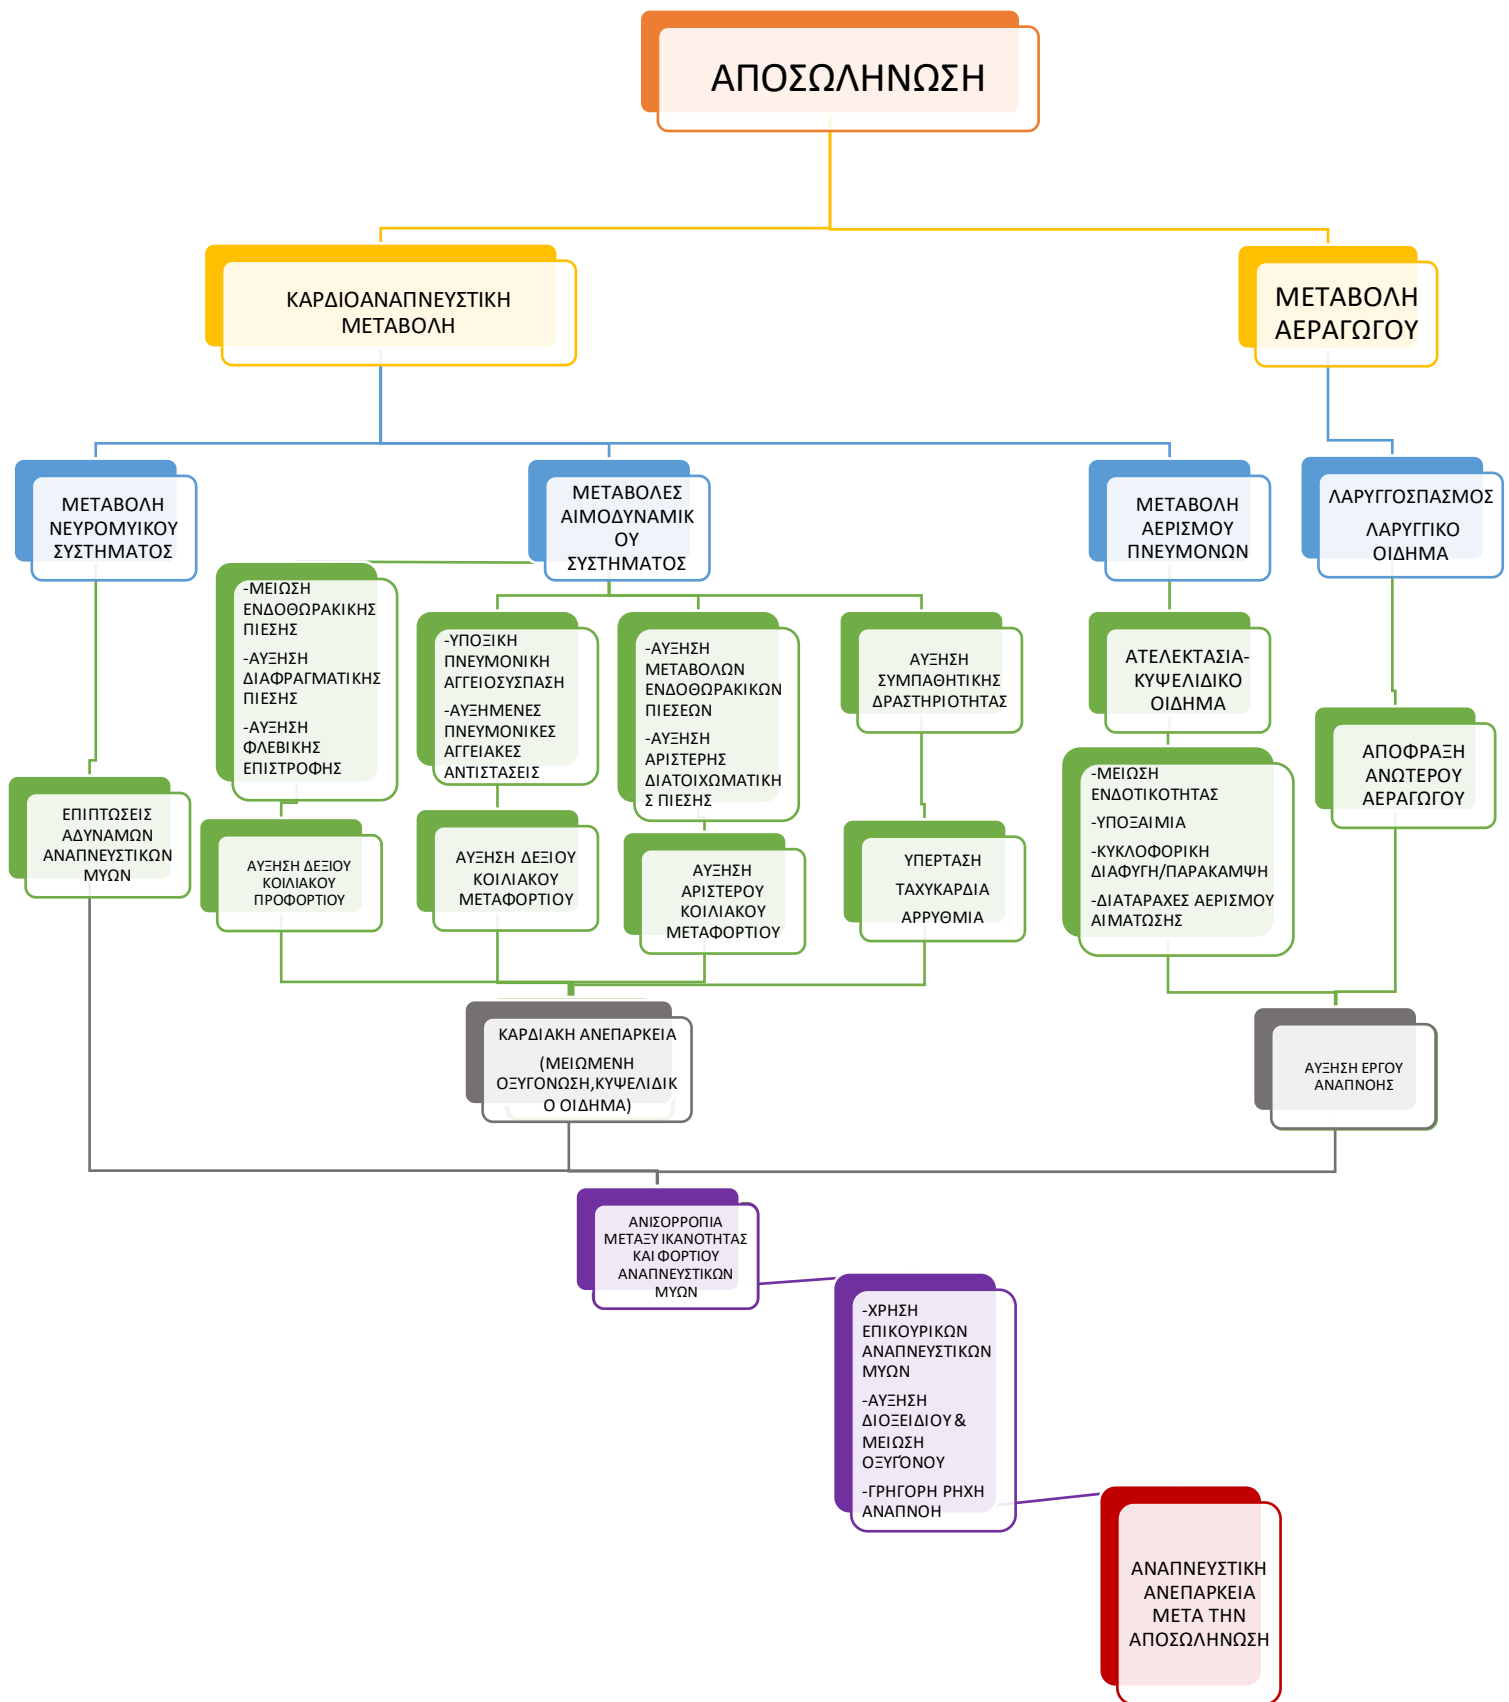 ΑΠΟΣΩΛΗΝΩΣΗ
ΚΑΡΔΙΟΑΝΑΠΝΕΥΣΤΙΚΗ
ΜΕΤΑΒΟΛΗ
ΜΕΤΑΒΟΛΗ
ΑΕΡΑΓΩΓΟΥ
ΜΕΤΑΒΟΛΗ
ΝΕΥΡΟΜΥΙΚΟΥ
ΣΥΣΤΗΜΑΤΟΣ
ΜΕΤΑΒΟΛΕΣ
ΑΙΜΟΔΥΝΑΜΙΚ
ΟΥ
ΣΥΣΤΗΜΑΤΟΣ
ΜΕΤΑΒΟΛΗ
ΑΕΡΙΣΜΟΥ
ΠΝΕΥΜΟΝΩΝ
ΛΑΡΥΓΓΟΣΠΑΣΜΟΣ
ΛΑΡΥΓΓΙΚΟ
ΟΙΔΗΜΑ
-ΜΕΙΩΣΗ
ΕΝΔΟΘΩΡΑΚΙΚΗΣ
ΠΙΕΣΗΣ
-ΑΥΞΗΣΗ
ΔΙΑΦΡΑΓΜΑΤΙΚΗΣ
ΠΙΕΣΗΣ
-ΑΥΞΗΣΗ
ΦΛΕΒΙΚΗΣ
ΕΠΙΣΤΡΟΦΗΣ
-ΥΠΟΞΙΚΗ
ΠΝΕΥΜΟΝΙΚΗ
ΑΓΓΕΙΟΣΥΣΠΑΣΗ
-ΑΥΞΗΜΕΝΕΣ
ΠΝΕΥΜΟΝΙΚΕΣ
ΑΓΓΕΙΑΚΕΣ
ΑΝΤΙΣΤΑΣΕΙΣ
-ΑΥΞΗΣΗ
ΜΕΤΑΒΟΛΩΝ
ΕΝΔΟΘΩΡΑΚΙΚΩΝ
ΠΙΕΣΕΩΝ
-ΑΥΞΗΣΗ
ΑΡΙΣΤΕΡΗΣ
ΔΙΑΤΟΙΧΩΜΑΤΙΚΗ
Σ ΠΙΕΣΗΣ
ΑΥΞΗΣΗ
ΣΥΜΠΑΘΗΤΙΚΗΣ
ΔΡΑΣΤΗΡΙΟΤΗΤΑΣ
ΑΤΕΛΕΚΤΑΣΙΑ-
ΚΥΨΕΛΙΔΙΚΟ
ΟΙΔΗΜΑ
ΑΠΟΦΡΑΞΗ
ΑΝΩΤΕΡΟΥ
ΑΕΡΑΓΩΓΟΥ
ΕΠΙΠΤΩΣΕΙΣ
ΑΔΥΝΑΜΩΝ
ΑΝΑΠΝΕΥΣΤΙΚΩΝ
ΜΥΩΝ
ΑΥΞΗΣΗ ΔΕΞΙΟΥ
ΚΟΙΛΙΑΚΟΥ
ΠΡΟΦΟΡΤΙΟΥ
ΑΥΞΗΣΗ ΔΕΞΙΟΥ
ΚΟΙΛΙΑΚΟΥ
ΜΕΤΑΦΟΡΤΙΟΥ
ΑΥΞΗΣΗ
ΑΡΙΣΤΕΡΟΥ
ΚΟΙΛΙΑΚΟΥ
ΜΕΤΑΦΟΡΤΙΟΥ
ΥΠΕΡΤΑΣΗ
ΤΑΧΥΚΑΡΔΙΑ
ΑΡΡΥΘΜΙΑ
-ΜΕΙΩΣΗ
ΕΝΔΟΤΙΚΟΤΗΤΑΣ
-ΥΠΟΞΑΙΜΙΑ
-ΚΥΚΛΟΦΟΡΙΚΗ
ΔΙΑΦΥΓΗ/ΠΑΡΑΚΑΜΨΗ
-ΔΙΑΤΑΡΑΧΕΣ ΑΕΡΙΣΜΟΥ
ΑΙΜΑΤΩΣΗΣ
ΚΑΡΔΙΑΚΗ ΑΝΕΠΑΡΚΕΙΑ
(ΜΕΙΩΜΕΝΗ
ΟΞΥΓΟΝΩΣΗ,ΚΥΨΕΛΙΔΙΚ
Ο ΟΙΔΗΜΑ)
ΑΥΞΗΣΗ ΕΡΓΟΥ
ΑΝΑΠΝΟΗΣ
ΑΝΙΣΟΡΡΟΠΙΑ
ΜΕΤΑΞΥ ΙΚΑΝΟΤΗΤΑΣ
ΚΑΙ ΦΟΡΤΙΟΥ
ΑΝΑΠΝΕΥΣΤΙΚΩΝ
ΜΥΩΝ
-ΧΡΗΣΗ
ΕΠΙΚΟΥΡΙΚΩΝ
ΑΝΑΠΝΕΥΣΤΙΚΩΝ
ΜΥΩΝ
-ΑΥΞΗΣΗ
ΔΙΟΞΕΙΔΙΟΥ &
ΜΕΙΩΣΗ
ΟΞΥΓΌΝΟΥ
-ΓΡΗΓΟΡΗ ΡΗΧΗ
ΑΝΑΠΝΟΗ
ΑΝΑΠΝΕΥΣΤΙΚΗ
ΑΝΕΠΑΡΚΕΙΑ
ΜΕΤΑ ΤΗΝ
ΑΠΟΣΩΛΗΝΩΣΗ